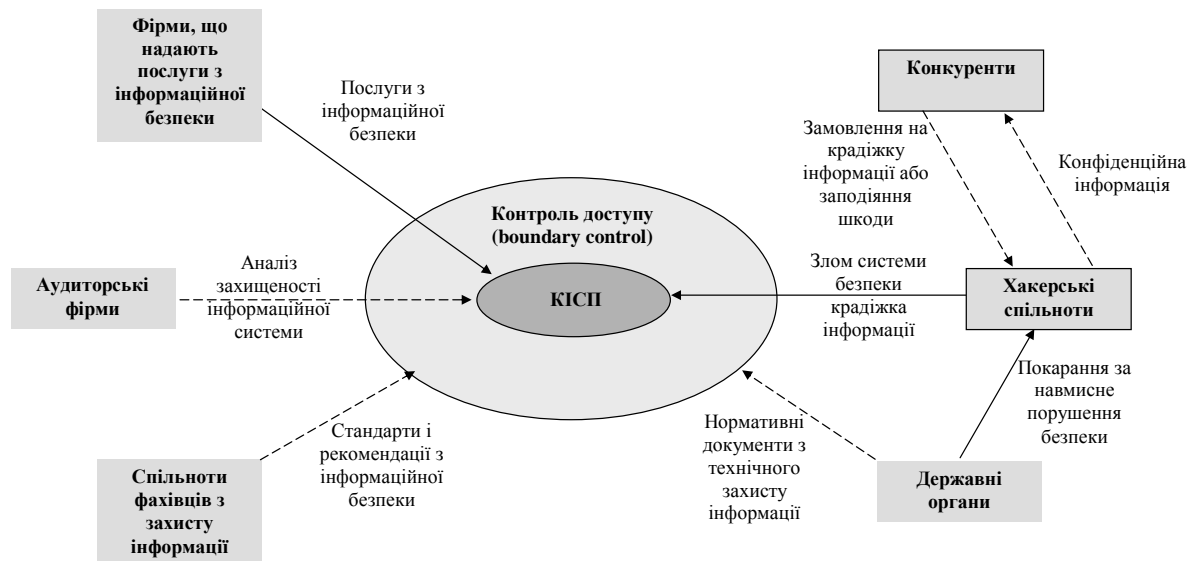 Фірми, що
надають
послуги з
інформаційної
безпеки
Послуги з
інформаційної
безпеки
Конкуренти
Замовлення на
крадіжку
інформації або
заподіяння
шкоди
Конфіденційна
інформація
Контроль доступу
(boundary control)
Аудиторські
фірми
Аналіз
захищеності
інформаційної
системи
КІСП
Злом системи
безпеки
крадіжка
інформації
Хакерські
спільноти
Покарання за
навмисне
порушення
безпеки
Стандарти і
рекомендації з
інформаційної
безпеки
Нормативні
документи з
технічного
захисту
інформації
Спільноти
фахівців з
захисту
інформації
Державні
органи